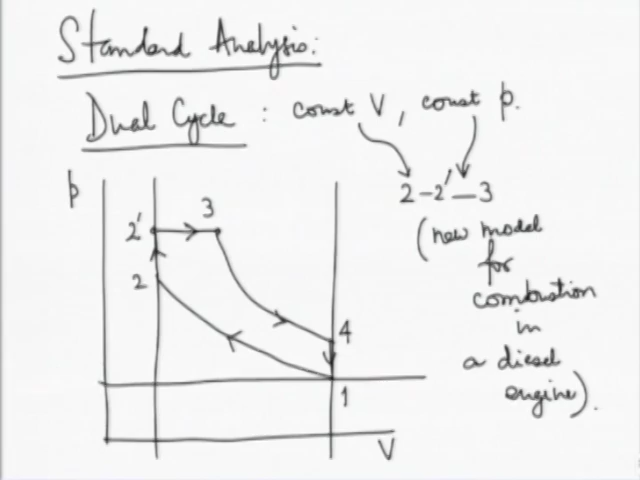 Standard Analysis:
Dual Cycle : const V, const p.
2-2'-3
(new model
for
combustion
in
a diesel
engine).
p
2'
3
2
4
1
V